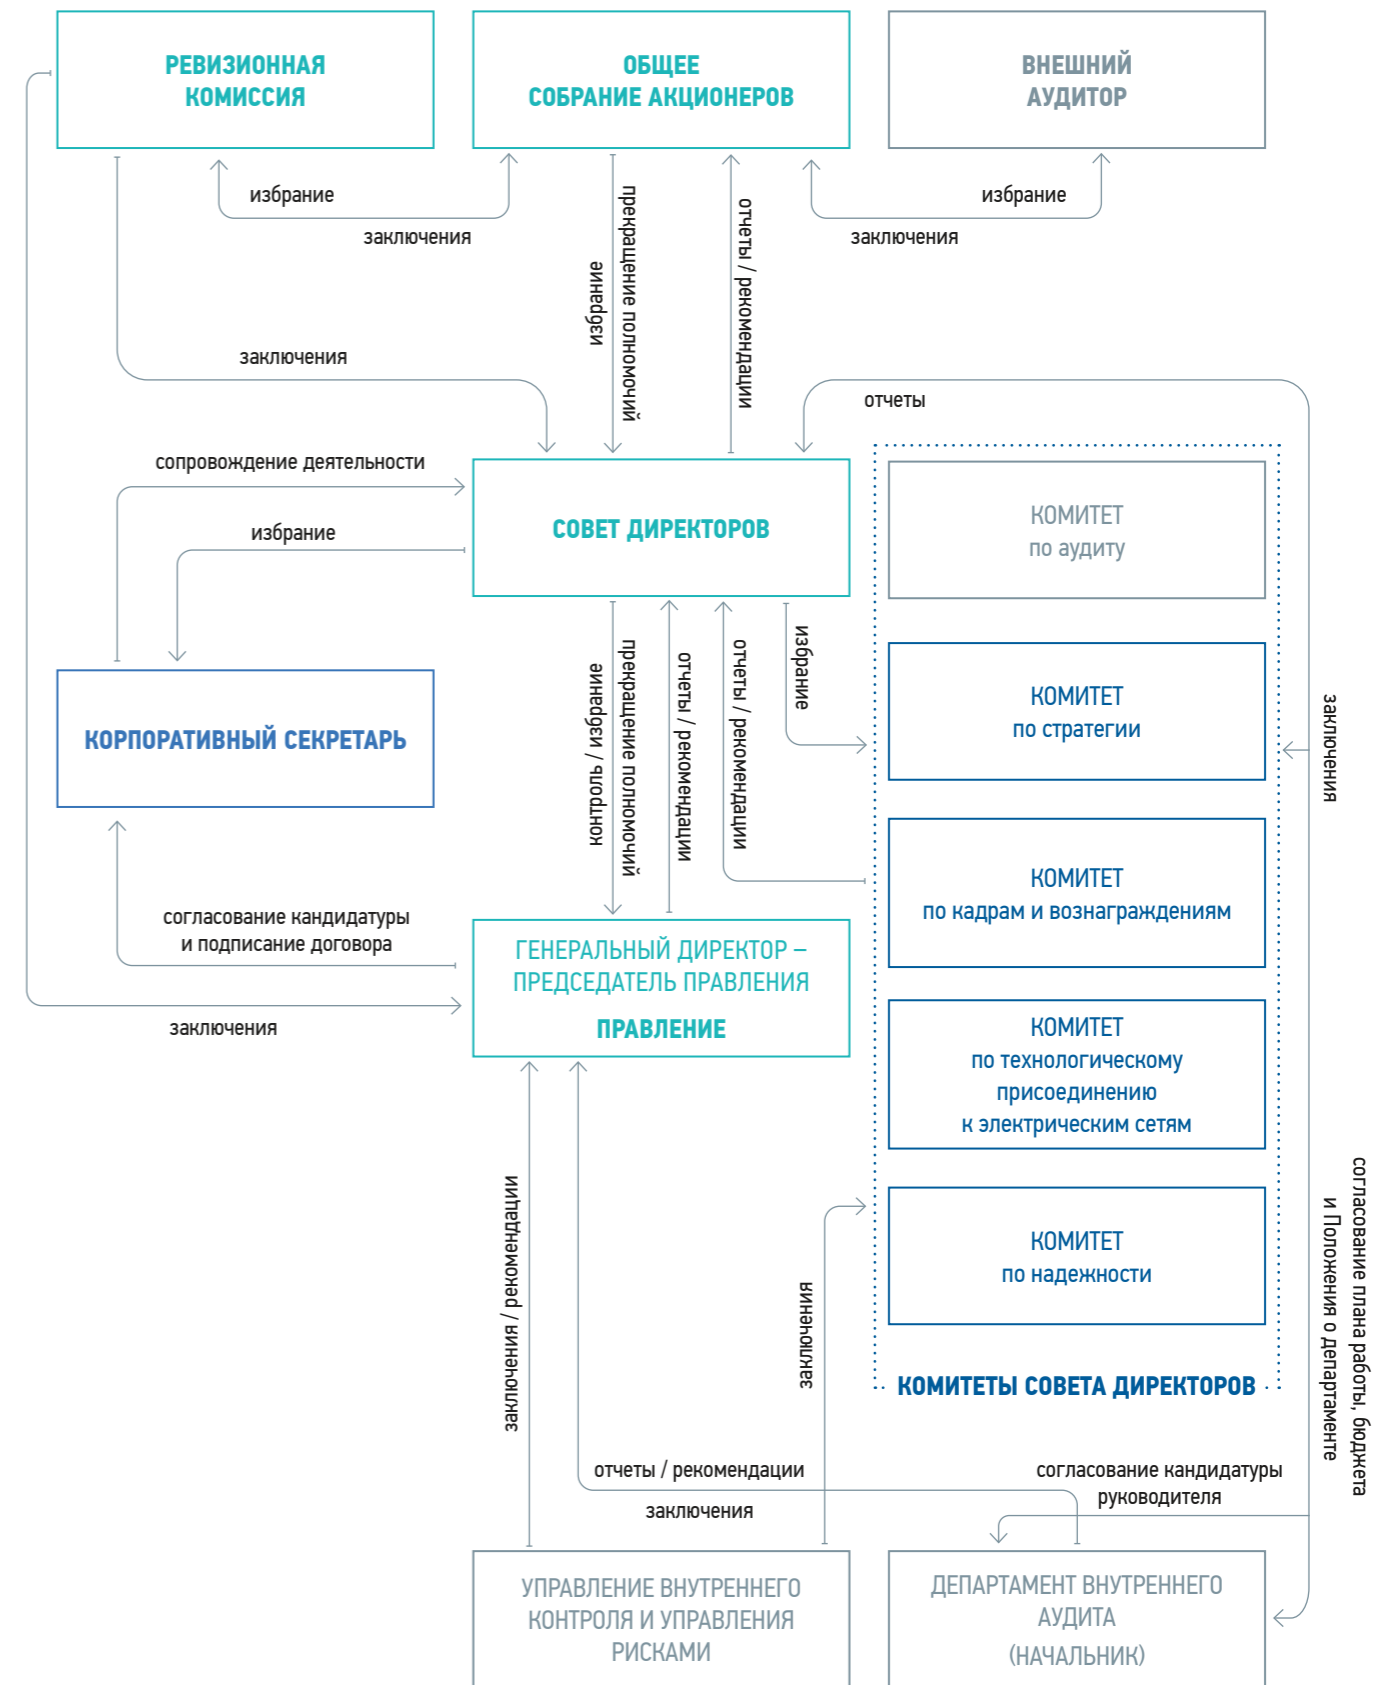 РЕВИЗИОННАЯ
КОМИССИЯ
ОБЩЕЕ
СОБРАНИЕ АКЦИОНЕРОВ
ВНЕШНИЙ
АУДИТОР
избрание
заключения
избрание
прекращение полномочий
отчеты / рекомендации
избрание
заключения
заключения
отчеты
сопровождение деятельности
избрание
СОВЕТ ДИРЕКТОРОВ
КОМИТЕТ
по аудиту
КОРПОРАТИВНЫЙ СЕКРЕТАРЬ
контроль / избрание
прекращение полномочий
отчеты / рекомендации
отчеты / рекомендации
избрание
КОМИТЕТ
по стратегии
заключения
КОМИТЕТ
по кадрам и вознаграждениям
согласование кандидатуры
и подписание договора
ГЕНЕРАЛЬНЫЙ ДИРЕКТОР –
ПРЕДСЕДАТЕЛЬ ПРАВЛЕНИЯ
ПРАВЛЕНИЕ
заключения
КОМИТЕТ
по технологическому
присоединению
к электрическим сетям
КОМИТЕТ
по надежности
КОМИТЕТЫ СОВЕТА ДИРЕКТОРОВ
заключения / рекомендации
заключения
согласование плана работы, бюджета
и Положения о департаменте
отчеты / рекомендации
заключения
согласование кандидатуры
руководителя
УПРАВЛЕНИЕ ВНУТРЕННЕГО
КОНТРОЛЯ И УПРАВЛЕНИЯ
РИСКАМИ
ДЕПАРТАМЕНТ ВНУТРЕННЕГО
АУДИТА
(НАЧАЛЬНИК)